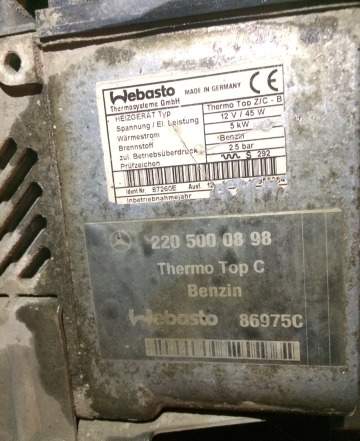 Webasto MADE IN GERMANY CE
Thermosysteme GmbH
HEIZGERÄT Typ Thermo Top Z/C - B
Spannung / El. Leistung 12 V / 45 W
Wärmestrom 5 kW
Brennstoff Benzin
zul. Betriebsüberdruck 2.5 bar
Prüfzeichen S 292
Ident Nr. 67260E Ausf.
Inbetriebnahmejahr
220 500 08 98
Thermo Top C
Benzin
Webasto 86975C